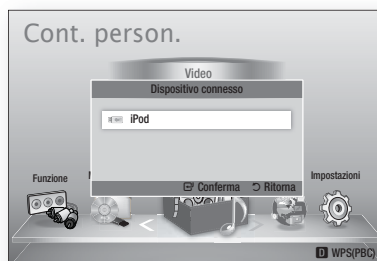 Cont. person.
Video
Dispositivo connesso
iPod
Conferma Ritorna
Funzione
Impostazioni
D WPS(PBC)